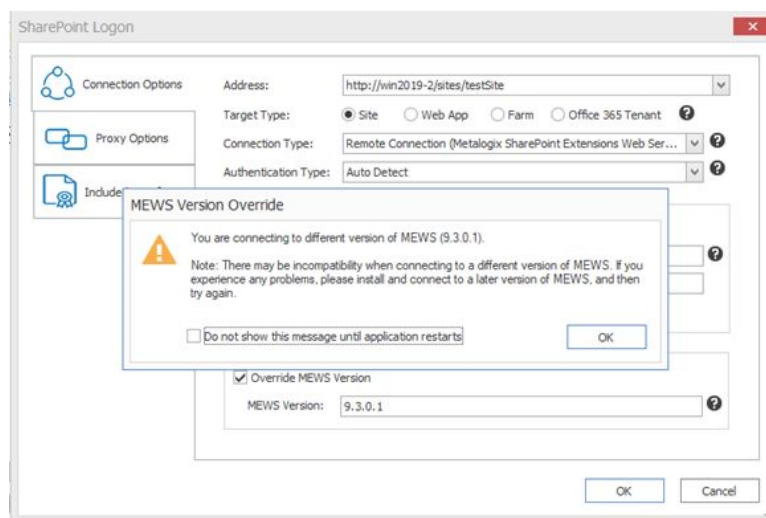 SharePoint Logon
Connection Options
Address: http://win2019-2/sites/testSite
Target Type: Site Web App Farm Office 365 Tenant
Proxy Options
Connection Type: Remote Connection (Metalogix SharePoint Extensions Web Ser...
Authentication Type: Auto Detect
Include
MEWS Version Override
You are connecting to different version of MEWS (9.3.0.1).
Note: There may be incompatibility when connecting to a different version of MEWS. If you
experience any problems, please install and connect to a later version of MEWS, and then
try again.
Do not show this message until application restarts
OK
Override MEWS Version
MEWS Version: 9.3.0.1
OK Cancel